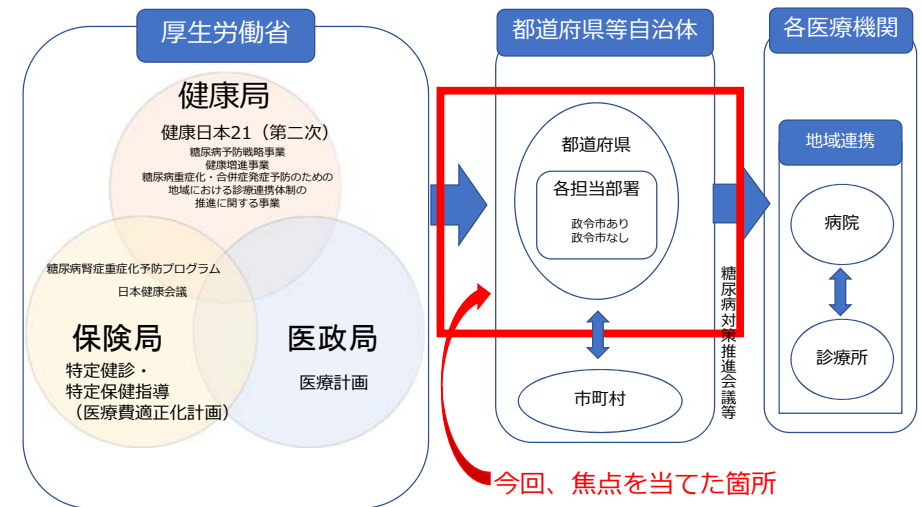 厚生労働省
健康局
健康日本21（第二次）
糖尿病予防戦略事業
健康増進事業
糖尿病重症化・合併症発症予防のための
地域における診療連携体制の
推進に関する事業
糖尿病腎症重症化予防プログラム
日本健康会議
保険局
特定健診・
特定保健指導
（医療費適正化計画）
医政局
医療計画
都道府県等自治体
都道府県
各担当部署
政令市あり
政令市なし
市町村
糖尿病対策推進会議等
各医療機関
地域連携
病院
診療所
今回、焦点を当てた箇所